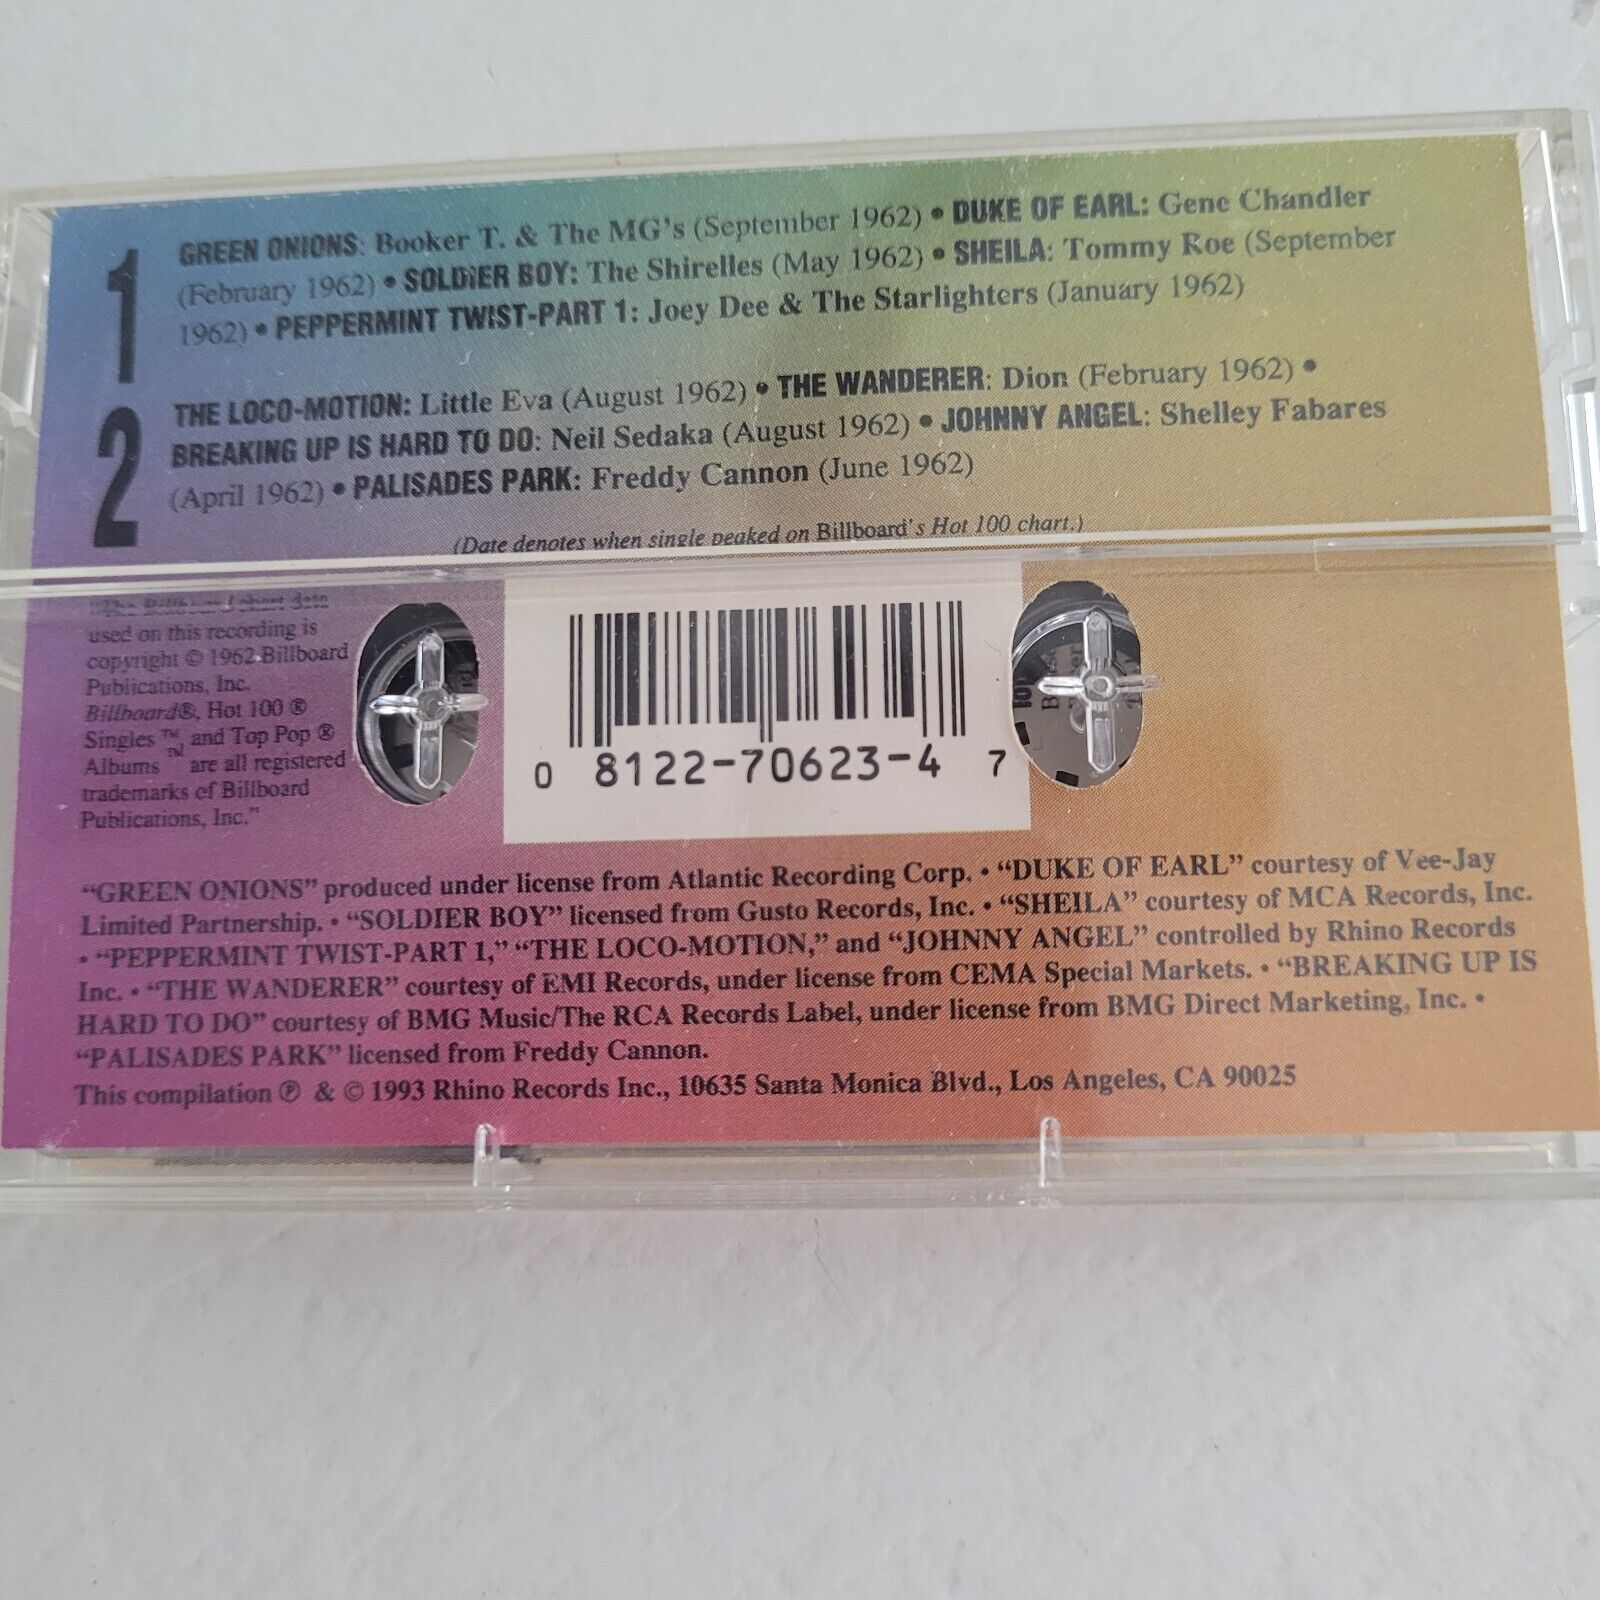 1
GREEN ONIONS: Booker T. & The MG's (September 1962) • DUKE OF EARL: Gene Chandler
(February 1962) • SOLDIER BOY: The Shirelles (May 1962) • SHEILA: Tommy Roe (September
1962) • PEPPERMINT TWIST-PART 1: Joey Dee & The Starlighters (January 1962)
2
THE LOCO-MOTION: Little Eva (August 1962) • THE WANDERER: Dion (February 1962) •
BREAKING UP IS HARD TO DO: Neil Sedaka (August 1962) • JOHNNY ANGEL: Shelley Fabares
(April 1962) • PALISADES PARK: Freddy Cannon (June 1962)
(Date denotes when single peaked on Billboard's Hot 100 chart.)
"The Billboard chart data
used on this recording is
copyright © 1962 Billboard
Publications, Inc.
Billboard®, Hot 100 ®
Singles ™ and Top Pop ®
Albums ™ are all registered
trademarks of Billboard
Publications, Inc."
0 8122-70623-4 7
"GREEN ONIONS" produced under license from Atlantic Recording Corp. • "DUKE OF EARL" courtesy of Vee-Jay
Limited Partnership. • "SOLDIER BOY" licensed from Gusto Records, Inc. • "SHEILA" courtesy of MCA Records, Inc.
• "PEPPERMINT TWIST-PART 1," "THE LOCO-MOTION," and "JOHNNY ANGEL" controlled by Rhino Records
Inc. • "THE WANDERER" courtesy of EMI Records, under license from CEMA Special Markets. • "BREAKING UP IS
HARD TO DO" courtesy of BMG Music/The RCA Records Label, under license from BMG Direct Marketing, Inc. •
"PALISADES PARK" licensed from Freddy Cannon.
This compilation ℗ & © 1993 Rhino Records Inc., 10635 Santa Monica Blvd., Los Angeles, CA 90025